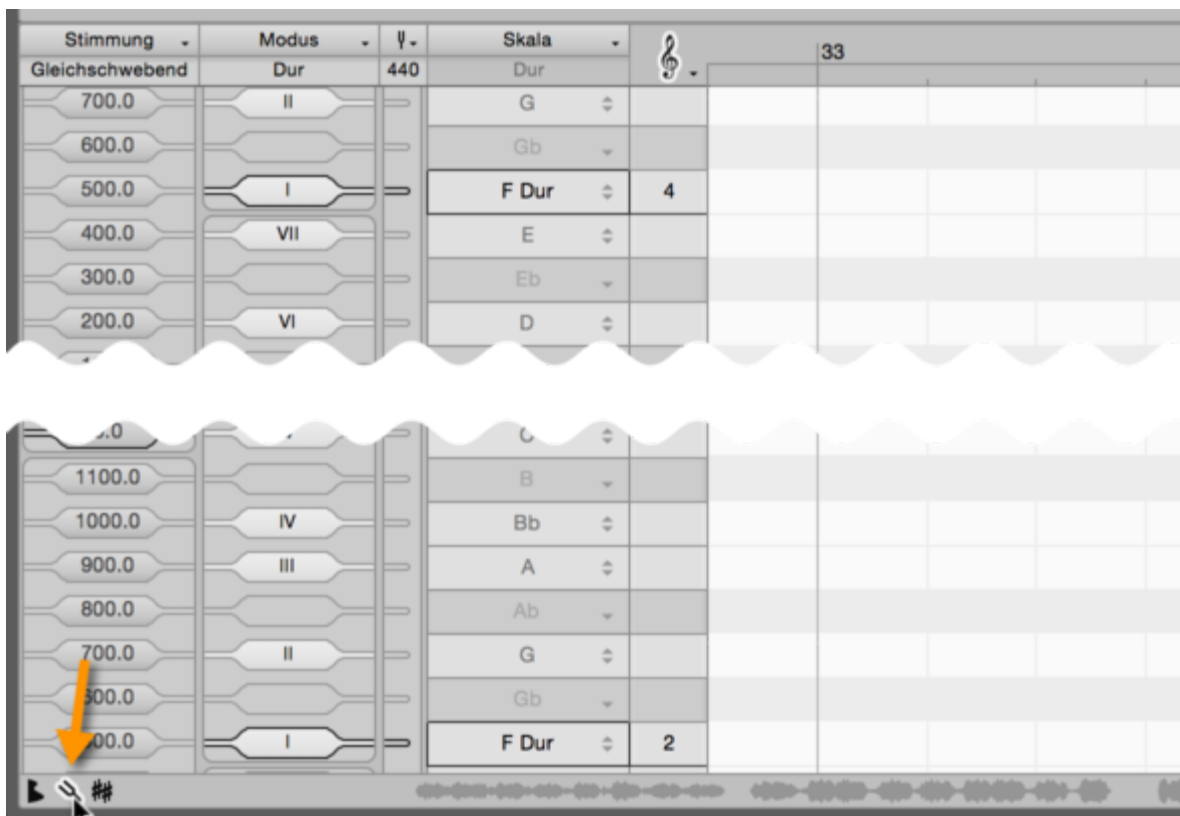 Stimmung Modus Skala 33
Gleichschwebend Dur 440 Dur
700.0 II G
600.0 Gb
500.0 I F Dur 4
400.0 VII E
300.0 Eb
200.0 VI D
C
1100.0 B
1000.0 IV Bb
900.0 III A
800.0 Ab
700.0 II G
600.0 Gb
I F Dur 2